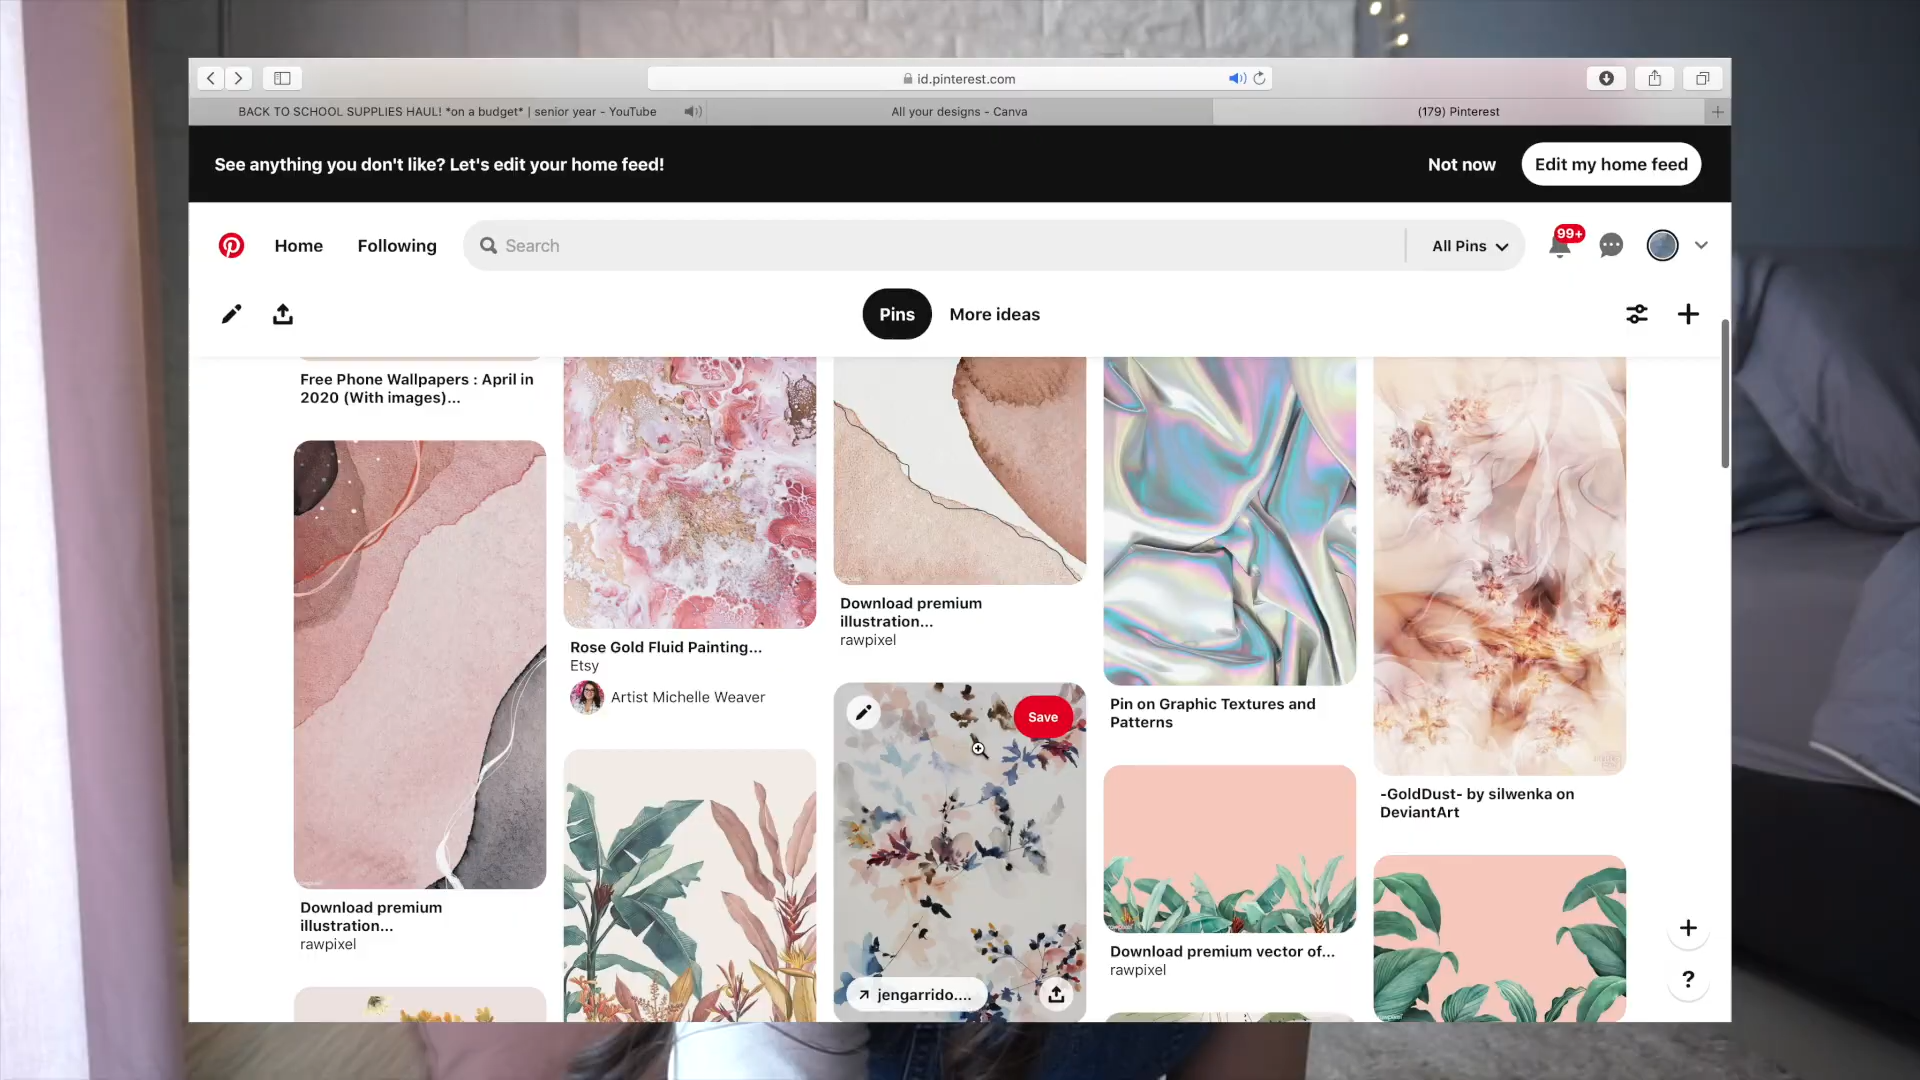 id.pinterest.com
BACK TO SCHOOL SUPPLIES HAUL! *on a budget* | senior year - YouTube
All your designs - Canva
(179) Pinterest
See anything you don't like? Let's edit your home feed!
Not now
Edit my home feed
Home
Following
Search
All Pins
99+
Pins
More ideas
Free Phone Wallpapers : April in
2020 (With images)...
Download premium
illustration...
rawpixel
Rose Gold Fluid Painting...
Etsy
Artist Michelle Weaver
Download premium
illustration...
rawpixel
Save
jengarrido....
Pin on Graphic Textures and
Patterns
Download premium vector of...
rawpixel
-GoldDust- by silwenka on
DeviantArt
?